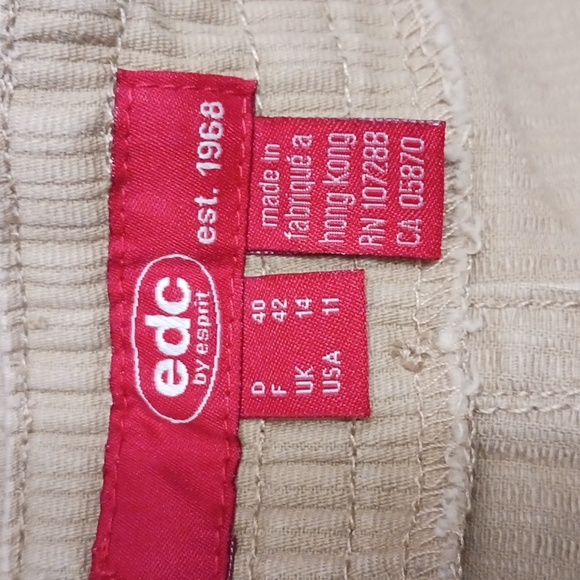 edc
by esprit
est. 1968
made in
fabriqué a
hong kong
RN 107288
CA 05870
D 40
F 42
UK 14
USA 11